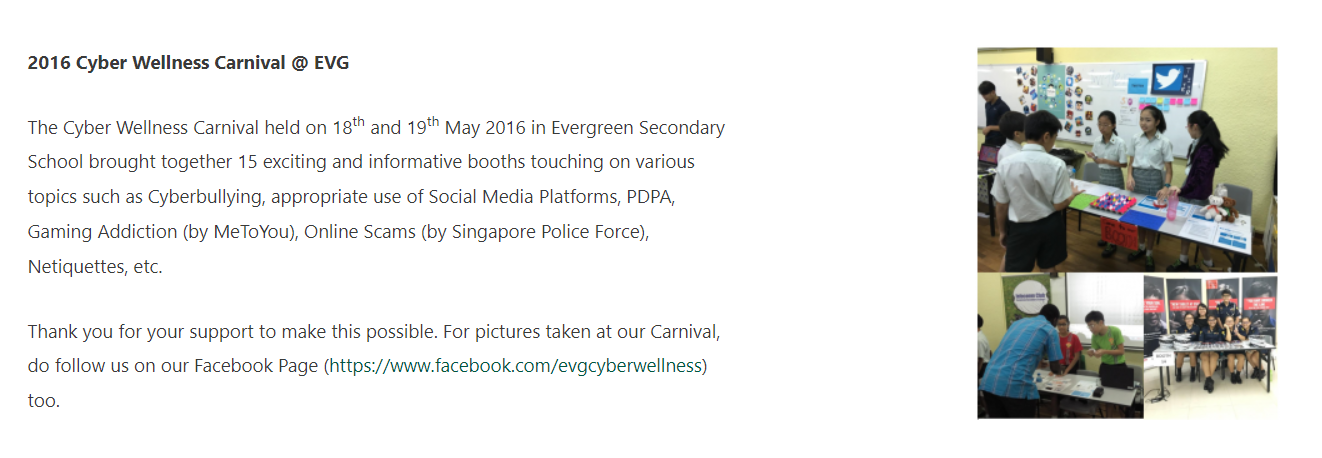 2016 Cyber Wellness Carnival @ EVG
The Cyber Wellness Carnival held on 18th and 19th May 2016 in Evergreen Secondary
School brought together 15 exciting and informative booths touching on various
topics such as Cyberbullying, appropriate use of Social Media Platforms, PDPA,
Gaming Addiction (by MeToYou), Online Scams (by Singapore Police Force),
Netiquettes, etc.
Thank you for your support to make this possible. For pictures taken at our Carnival,
do follow us on our Facebook Page (https://www.facebook.com/evgcyberwellness)
too.